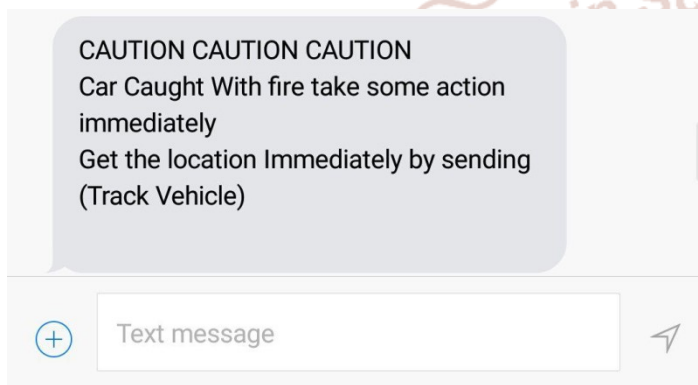 CAUTION CAUTION CAUTION
Car Caught With fire take some action
immediately
Get the location Immediately by sending
(Track Vehicle)
Text message